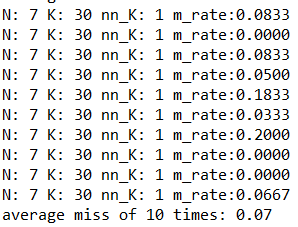 N: 7 K: 30 nn_K: 1 m_rate:0.0833
N: 7 K: 30 nn_K: 1 m_rate:0.0000
N: 7 K: 30 nn_K: 1 m_rate:0.0833
N: 7 K: 30 nn_K: 1 m_rate:0.0500
N: 7 K: 30 nn_K: 1 m_rate:0.1833
N: 7 K: 30 nn_K: 1 m_rate:0.0333
N: 7 K: 30 nn_K: 1 m_rate:0.2000
N: 7 K: 30 nn_K: 1 m_rate:0.0000
N: 7 K: 30 nn_K: 1 m_rate:0.0000
N: 7 K: 30 nn_K: 1 m_rate:0.0667
average miss of 10 times: 0.07